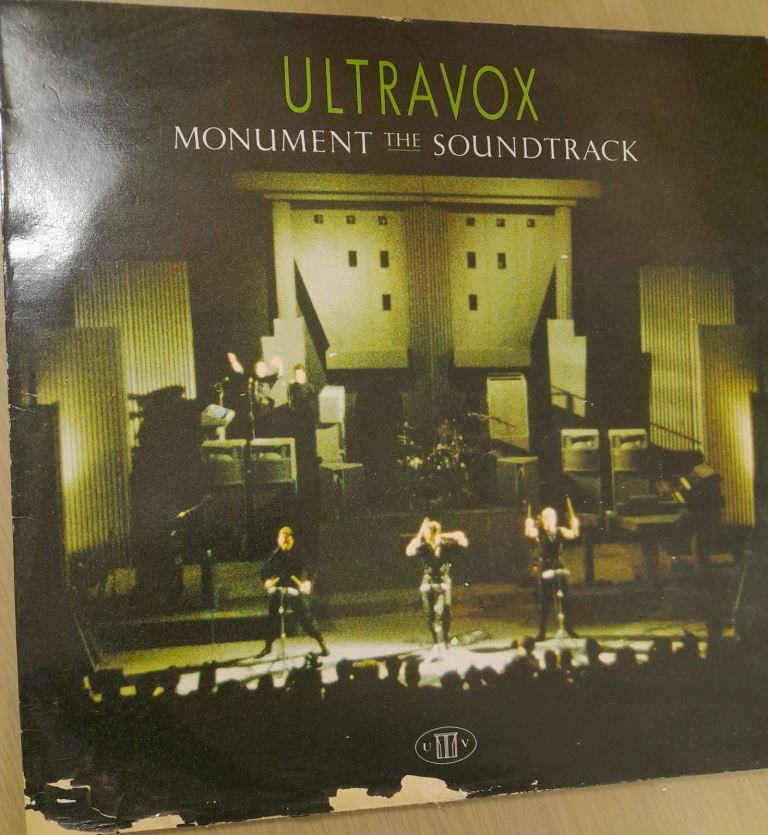 ULTRAVOX
MONUMENT THE SOUNDTRACK
U V